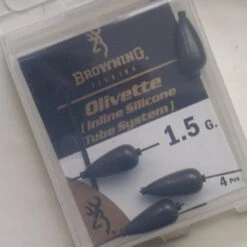 BROWNING
FISHING
Olivette
( inline Silicone
Tube System )
1.5 G.
4 Pcs